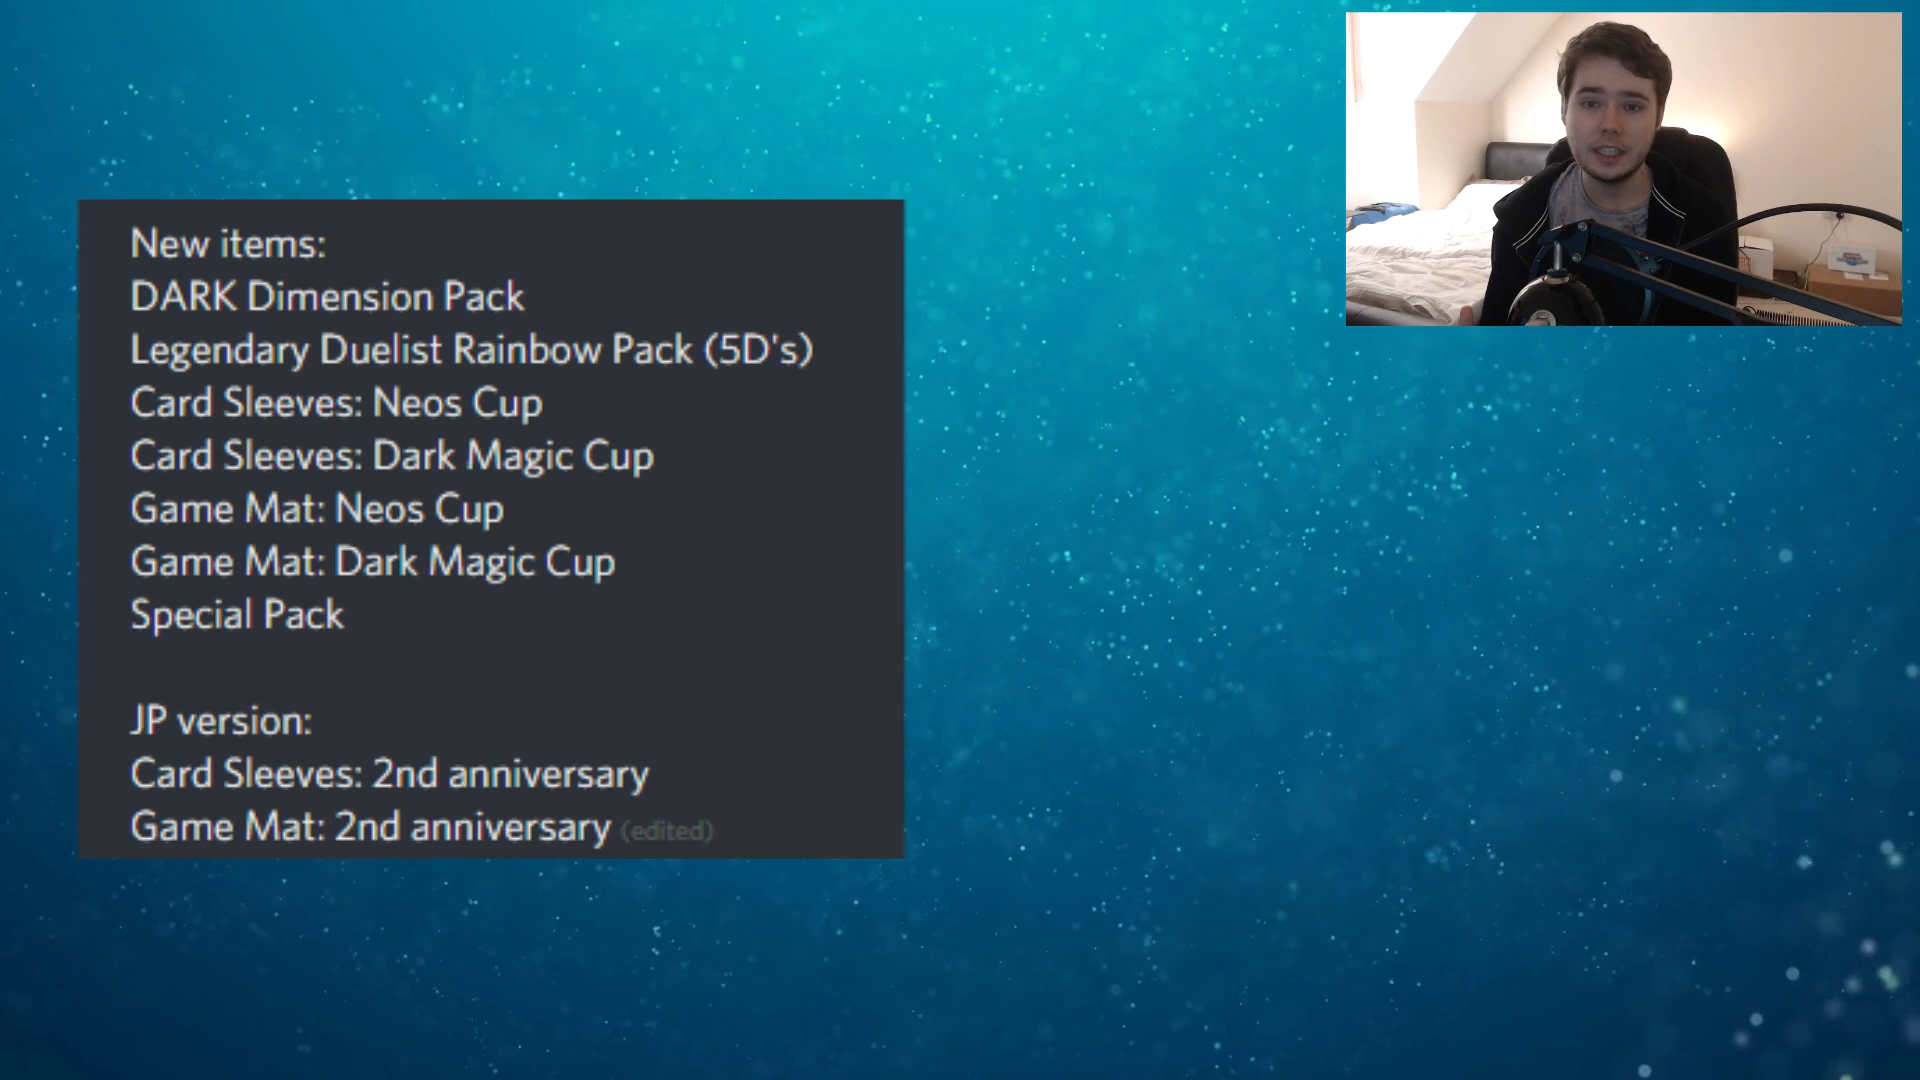 New items:
DARK Dimension Pack
Legendary Duelist Rainbow Pack (5D's)
Card Sleeves: Neos Cup
Card Sleeves: Dark Magic Cup
Game Mat: Neos Cup
Game Mat: Dark Magic Cup
Special Pack
JP version:
Card Sleeves: 2nd anniversary
Game Mat: 2nd anniversary (edited)